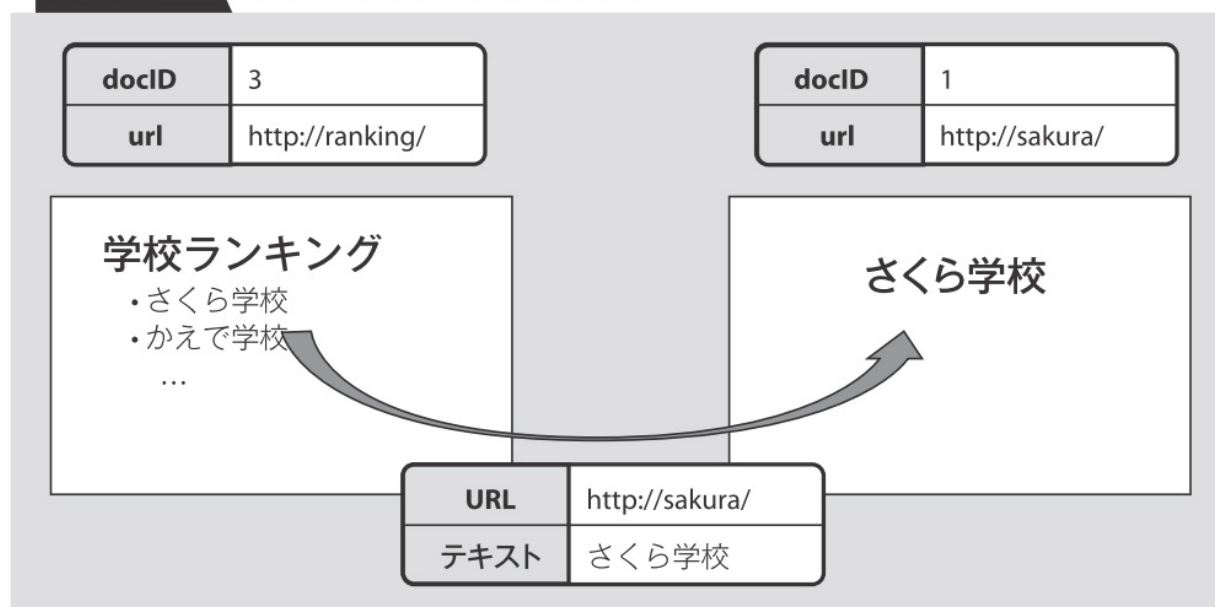 docID 3
url http://ranking/
docID 1
url http://sakura/
学校ランキング
・さくら学校
・かえで学校
…
さくら学校
URL http://sakura/
テキスト さくら学校